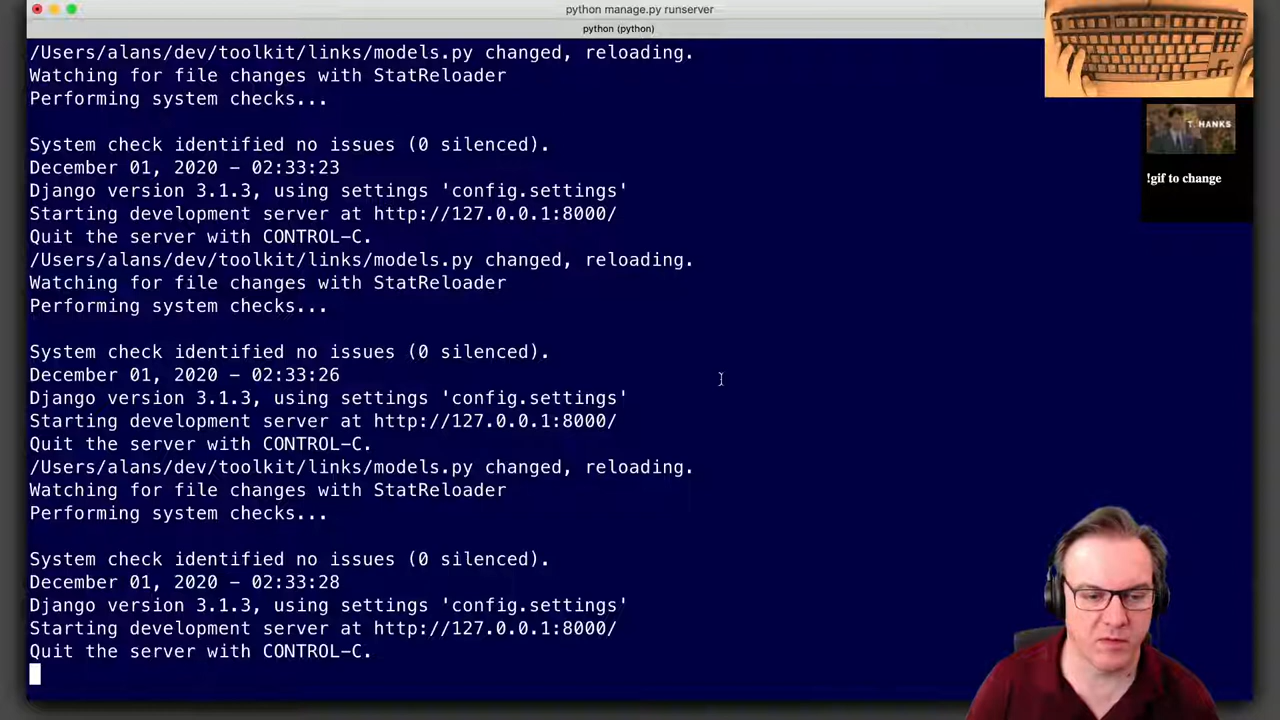 python manage.py runserver
python (python)
/Users/alans/dev/toolkit/links/models.py changed, reloading.
Watching for file changes with StatReloader
Performing system checks...
System check identified no issues (0 silenced).
December 01, 2020 - 02:33:23
Django version 3.1.3, using settings 'config.settings'
Starting development server at http://127.0.0.1:8000/
Quit the server with CONTROL-C.
/Users/alans/dev/toolkit/links/models.py changed, reloading.
Watching for file changes with StatReloader
Performing system checks...
System check identified no issues (0 silenced).
December 01, 2020 - 02:33:26
Django version 3.1.3, using settings 'config.settings'
Starting development server at http://127.0.0.1:8000/
Quit the server with CONTROL-C.
/Users/alans/dev/toolkit/links/models.py changed, reloading.
Watching for file changes with StatReloader
Performing system checks...
System check identified no issues (0 silenced).
December 01, 2020 - 02:33:28
Django version 3.1.3, using settings 'config.settings'
Starting development server at http://127.0.0.1:8000/
Quit the server with CONTROL-C.
T. HANKS
!gif to change